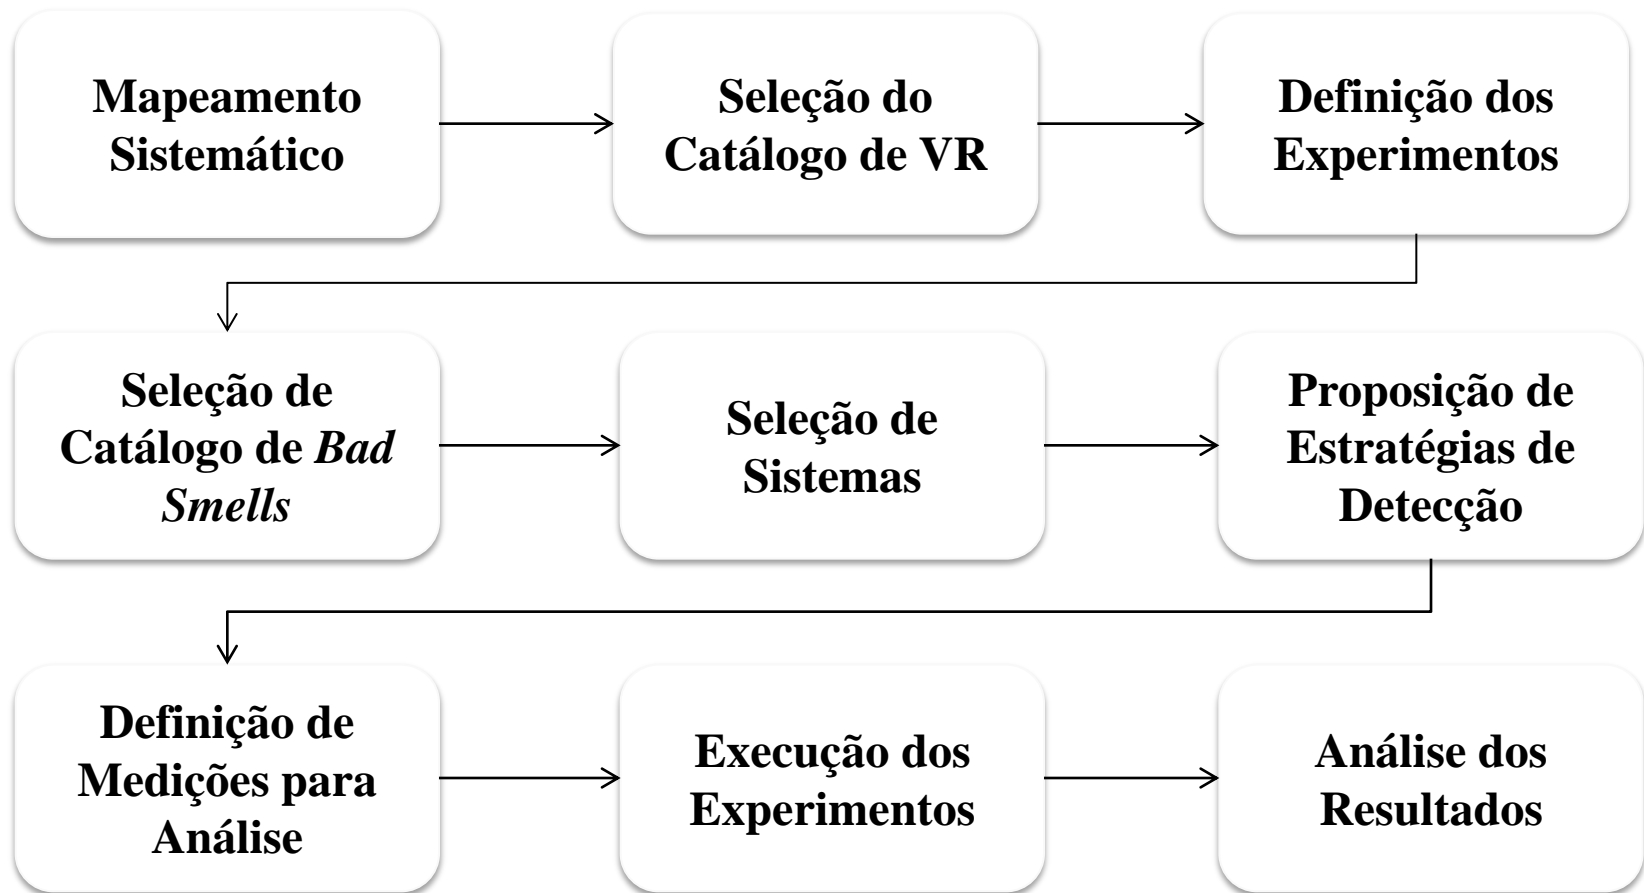 Mapeamento
Sistemático
Seleção do
Catálogo de VR
Definição dos
Experimentos
Seleção de
Catálogo de Bad
Smells
Seleção de
Sistemas
Proposição de
Estratégias de
Detecção
Definição de
Medições para
Análise
Execução dos
Experimentos
Análise dos
Resultados